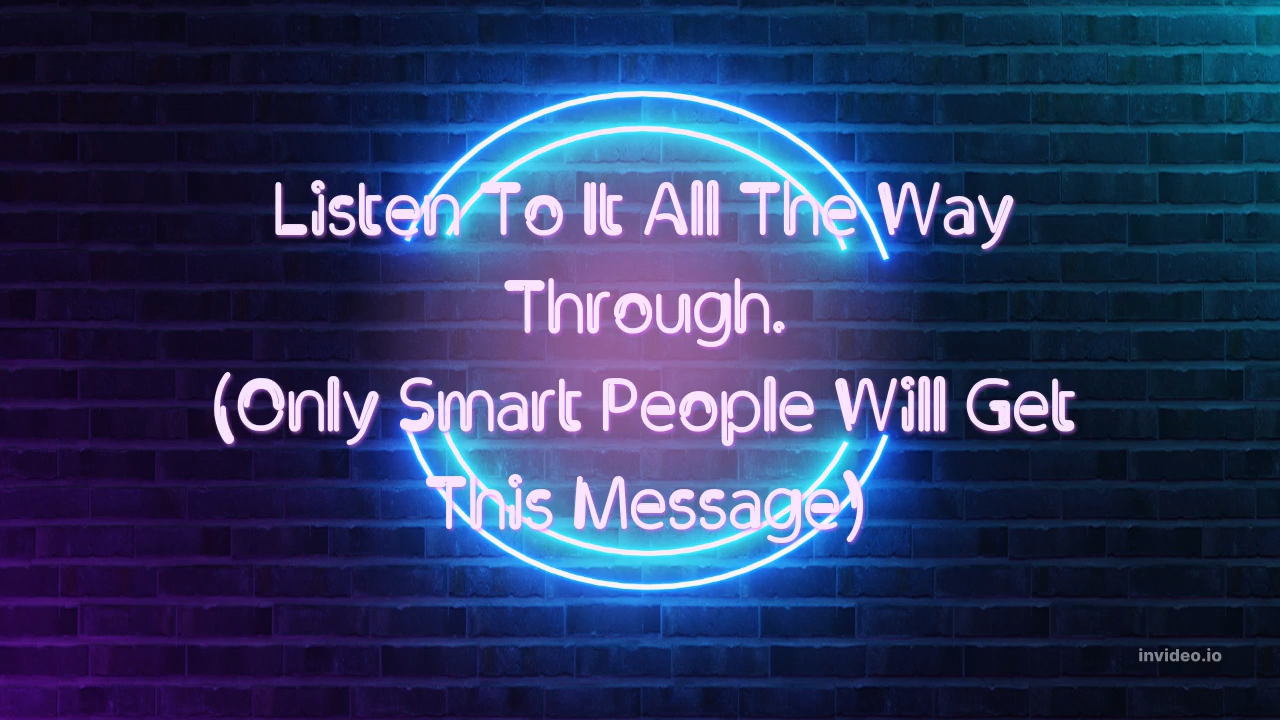 Listen To It All The Way
Through.
(Only Smart People Will Get
This Message)
invideo.io